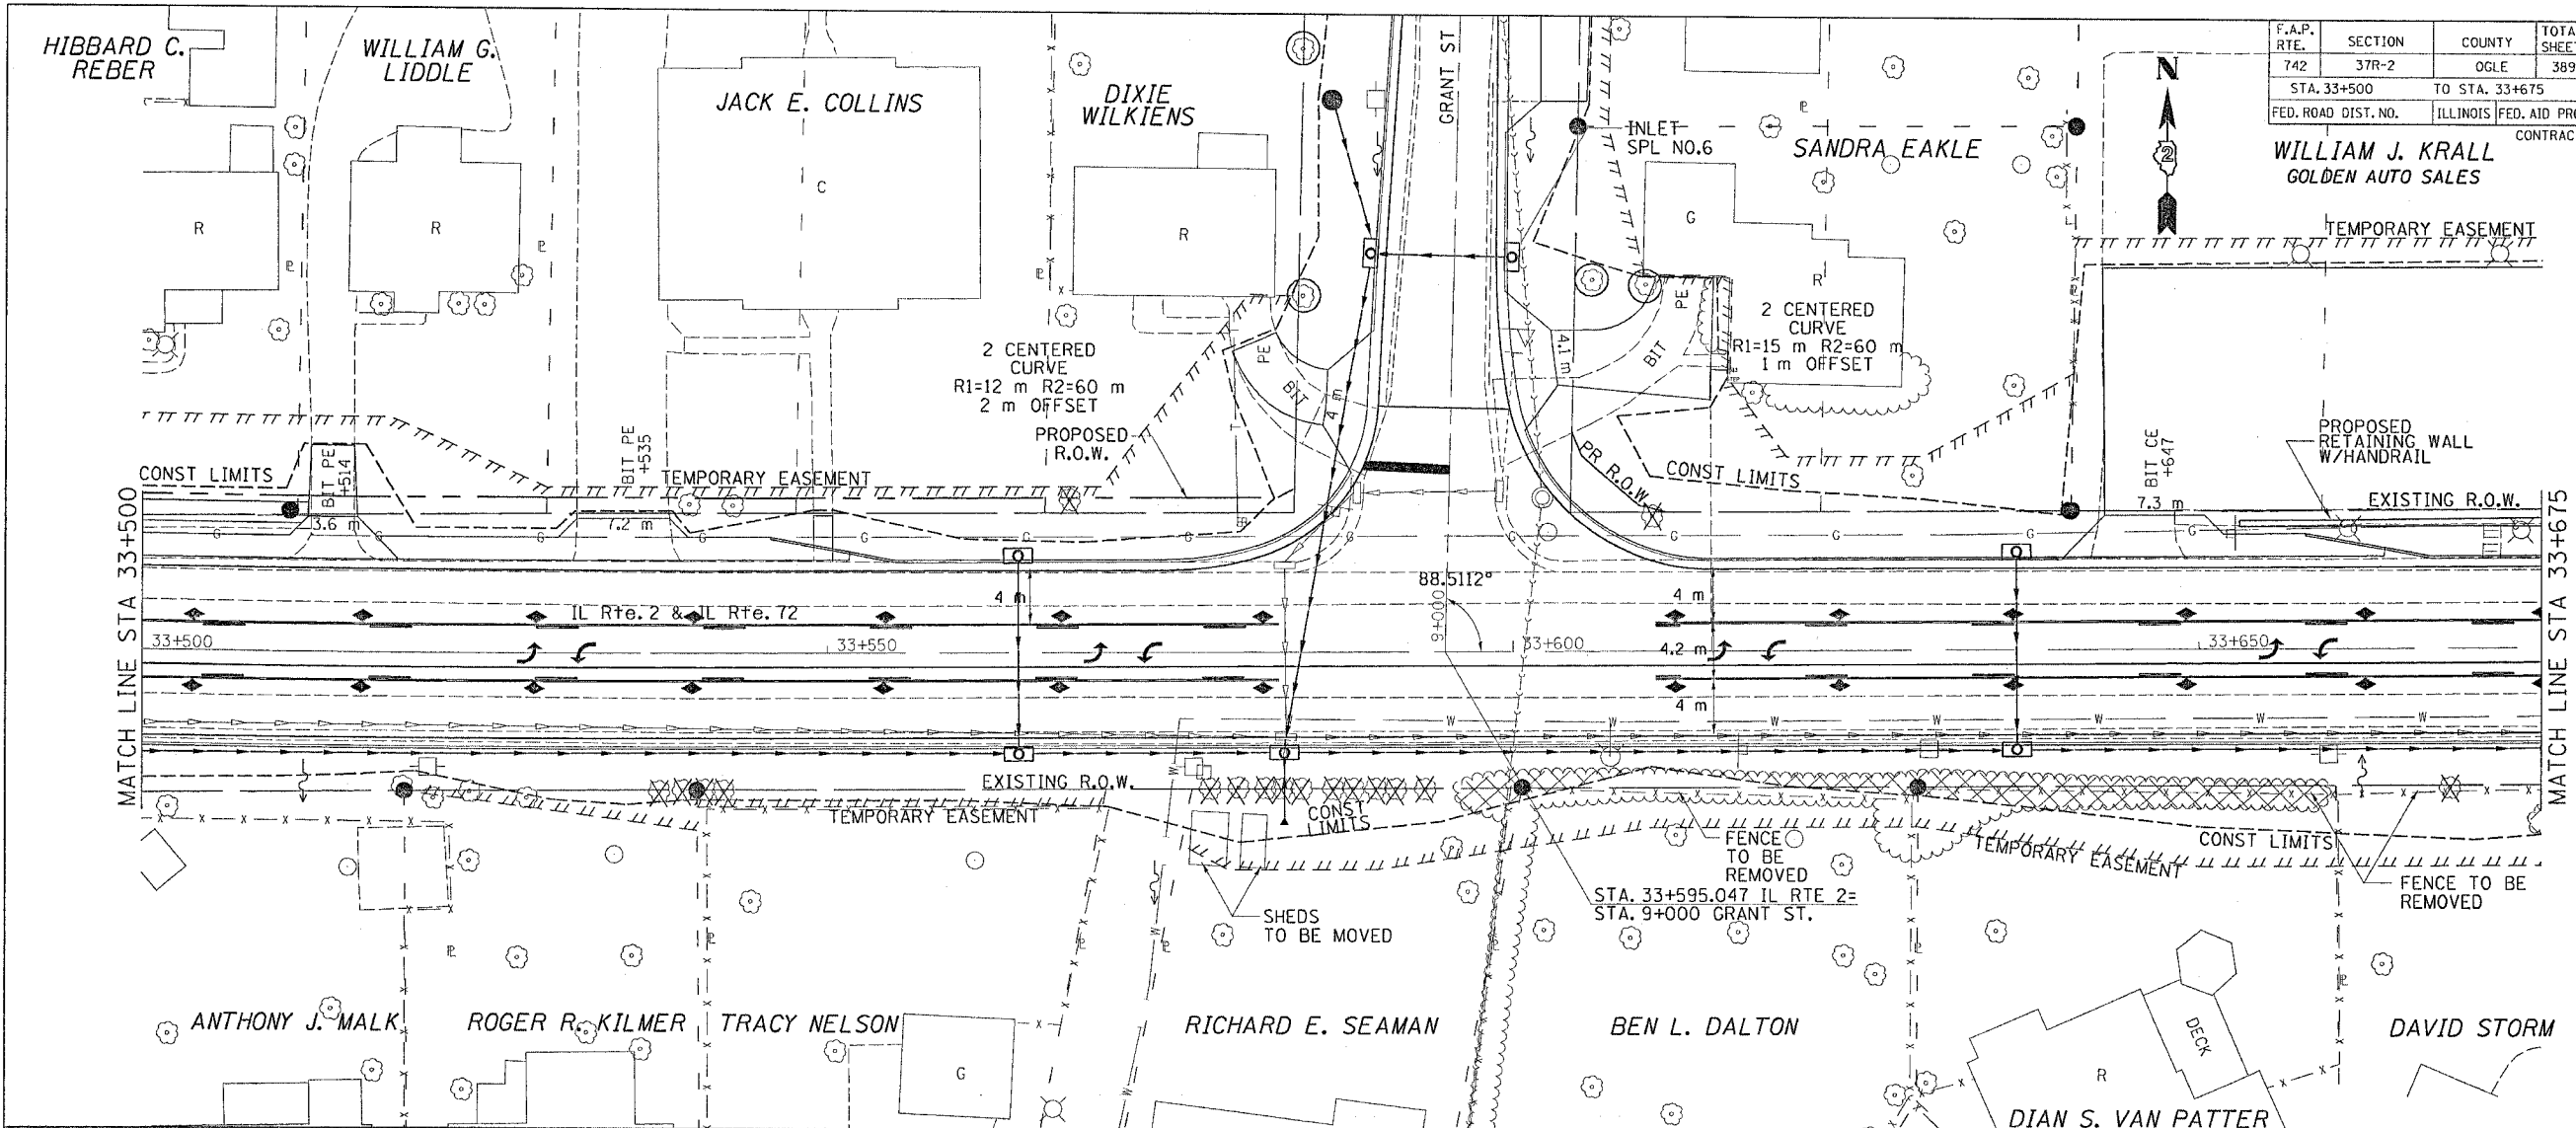 HIBBARD C.
REBER
WILLIAM G.
LIDDLE
JACK E. COLLINS
DIXIE
WILKIENS
GRANT ST
INLET
SPL NO.6
SANDRA EAKLE
N
2
WILLIAM J. KRALL
GOLDEN AUTO SALES
F.A.P.
RTE.
SECTION
COUNTY
TOTA
SHEET
742
37R-2
OGLE
389
STA. 33+500
TO STA. 33+675
FED. ROAD DIST. NO.
ILLINOIS
FED. AID PRO
CONTRAC
TEMPORARY EASEMENT
R
R
C
R
G
R
2 CENTERED
CURVE
R1=12 m R2=60 m
2 m OFFSET
2 CENTERED
CURVE
R1=15 m R2=60 m
1 m OFFSET
PE
BIT
PE
BIT
4.1 m
4 m
PROPOSED
R.O.W.
PR R.O.W.
CONST LIMITS
BIT PE
+514
3.6 m
BIT PE
+535
7.2 m
TEMPORARY EASEMENT
CONST LIMITS
BIT CE
+647
7.3 m
PROPOSED
RETAINING WALL
W/HANDRAIL
EXISTING R.O.W.
G G G G G G G G G G G G
MATCH LINE STA 33+500
MATCH LINE STA 33+675
IL Rte. 2 & IL Rte. 72
4 m
88.5112°
9+000
4 m
4.2 m
4 m
33+500
33+550
33+600
33+650
W W W W W W W
EXISTING R.O.W.
TEMPORARY EASEMENT
CONST
LIMITS
FENCE
TO BE
REMOVED
TEMPORARY EASEMENT
CONST LIMITS
FENCE TO BE
REMOVED
STA. 33+595.047 IL RTE 2=
STA. 9+000 GRANT ST.
SHEDS
TO BE MOVED
ANTHONY J. MALK
ROGER R. KILMER
TRACY NELSON
RICHARD E. SEAMAN
BEN L. DALTON
DAVID STORM
G
DECK
R
DIAN S. VAN PATTER